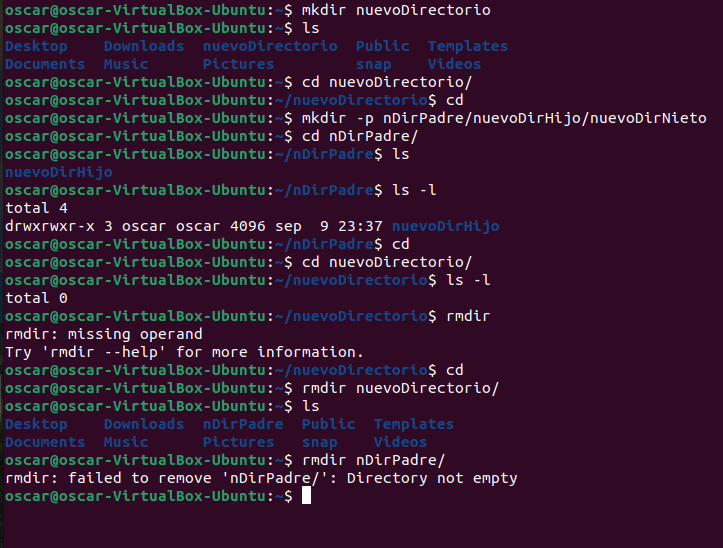 oscar@oscar-VirtualBox-Ubuntu:~$ mkdir nuevoDirectorio
oscar@oscar-VirtualBox-Ubuntu:~$ ls
Desktop    Downloads  nuevoDirectorio  Public  Templates
Documents  Music      Pictures         snap    Videos
oscar@oscar-VirtualBox-Ubuntu:~$ cd nuevoDirectorio/
oscar@oscar-VirtualBox-Ubuntu:~/nuevoDirectorio$ cd
oscar@oscar-VirtualBox-Ubuntu:~$ mkdir -p nDirPadre/nuevoDirHijo/nuevoDirNieto
oscar@oscar-VirtualBox-Ubuntu:~$ cd nDirPadre/
oscar@oscar-VirtualBox-Ubuntu:~/nDirPadre$ ls
nuevoDirHijo
oscar@oscar-VirtualBox-Ubuntu:~/nDirPadre$ ls -l
total 4
drwxrwxr-x 3 oscar oscar 4096 sep  9 23:37 nuevoDirHijo
oscar@oscar-VirtualBox-Ubuntu:~/nDirPadre$ cd
oscar@oscar-VirtualBox-Ubuntu:~$ cd nuevoDirectorio/
oscar@oscar-VirtualBox-Ubuntu:~/nuevoDirectorio$ ls -l
total 0
oscar@oscar-VirtualBox-Ubuntu:~/nuevoDirectorio$ rmdir
rmdir: missing operand
Try 'rmdir --help' for more information.
oscar@oscar-VirtualBox-Ubuntu:~/nuevoDirectorio$ cd
oscar@oscar-VirtualBox-Ubuntu:~$ rmdir nuevoDirectorio/
oscar@oscar-VirtualBox-Ubuntu:~$ ls
Desktop    Downloads  nDirPadre  Public  Templates
Documents  Music      Pictures   snap    Videos
oscar@oscar-VirtualBox-Ubuntu:~$ rmdir nDirPadre/
rmdir: failed to remove 'nDirPadre/': Directory not empty
oscar@oscar-VirtualBox-Ubuntu:~$